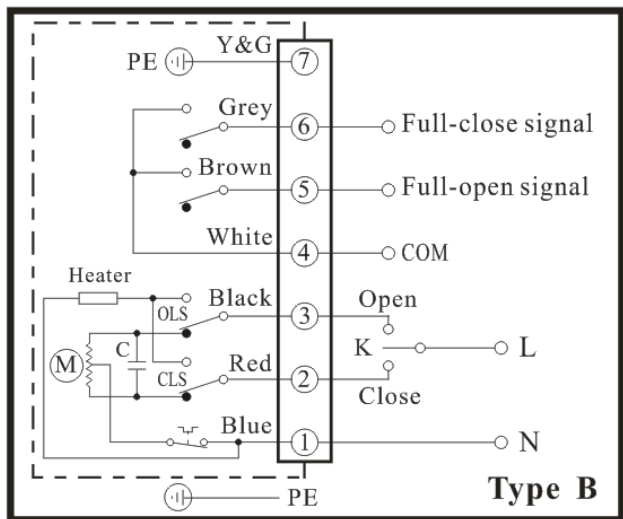 Y&G
PE
7
Grey
6
Full-close signal
Brown
5
Full-open signal
White
4
COM
Heater
OLS
Black
3
Open
M
C
K
L
CLS
Red
2
Close
Blue
1
N
PE
Type B